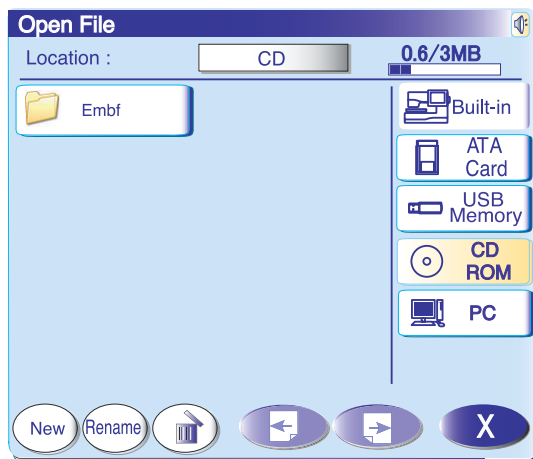 Open File
Location :
CD
0.6/3MB
Embf
Built-in
ATA
Card
USB
Memory
CD
ROM
PC
New
Rename
X